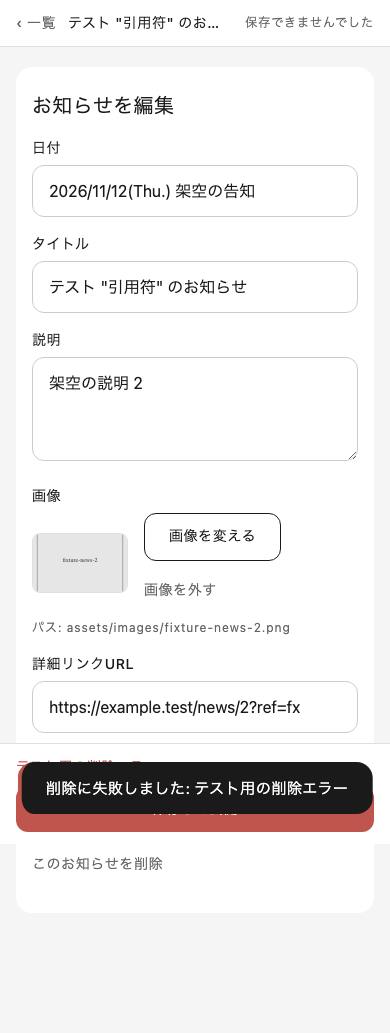 ‹ 一覧 テスト "引用符" のお… 保存できませんでした
お知らせを編集
日付
2026/11/12(Thu.) 架空の告知
タイトル
テスト "引用符" のお知らせ
説明
架空の説明 2
画像
fixture-news-2
画像を変える
画像を外す
パス: assets/images/fixture-news-2.png
詳細リンクURL
https://example.test/news/2?ref=fx
削除に失敗しました: テスト用の削除エラー
このお知らせを削除